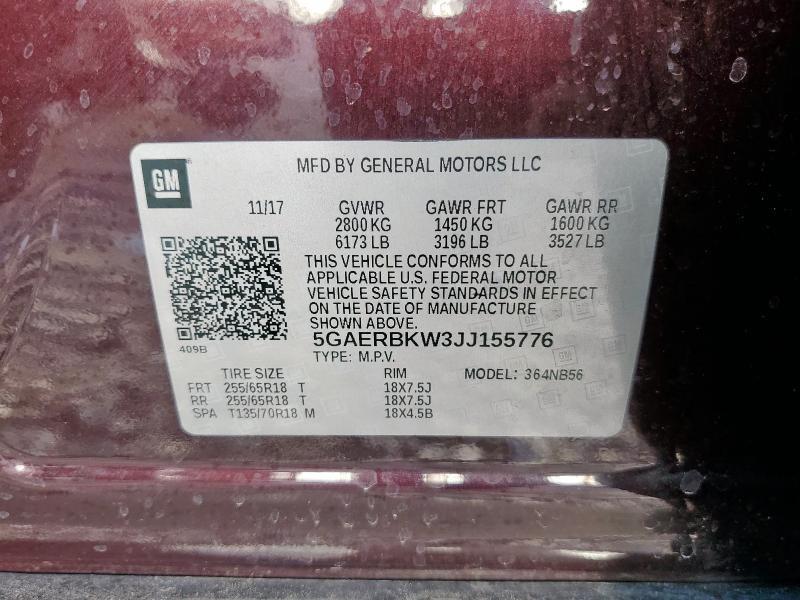 GM
MFD BY GENERAL MOTORS LLC
11/17 GVWR GAWR FRT GAWR RR
2800 KG 1450 KG 1600 KG
6173 LB 3196 LB 3527 LB
THIS VEHICLE CONFORMS TO ALL
APPLICABLE U.S. FEDERAL MOTOR
VEHICLE SAFETY STANDARDS IN EFFECT
ON THE DATE OF MANUFACTURE
SHOWN ABOVE.
5GAERBKW3JJ155776
409B
TYPE: M.P.V.
TIRE SIZE RIM MODEL: 364NB56
FRT 255/65R18 T 18X7.5J
RR 255/65R18 T 18X7.5J
SPA T135/70R18 M 18X4.5B